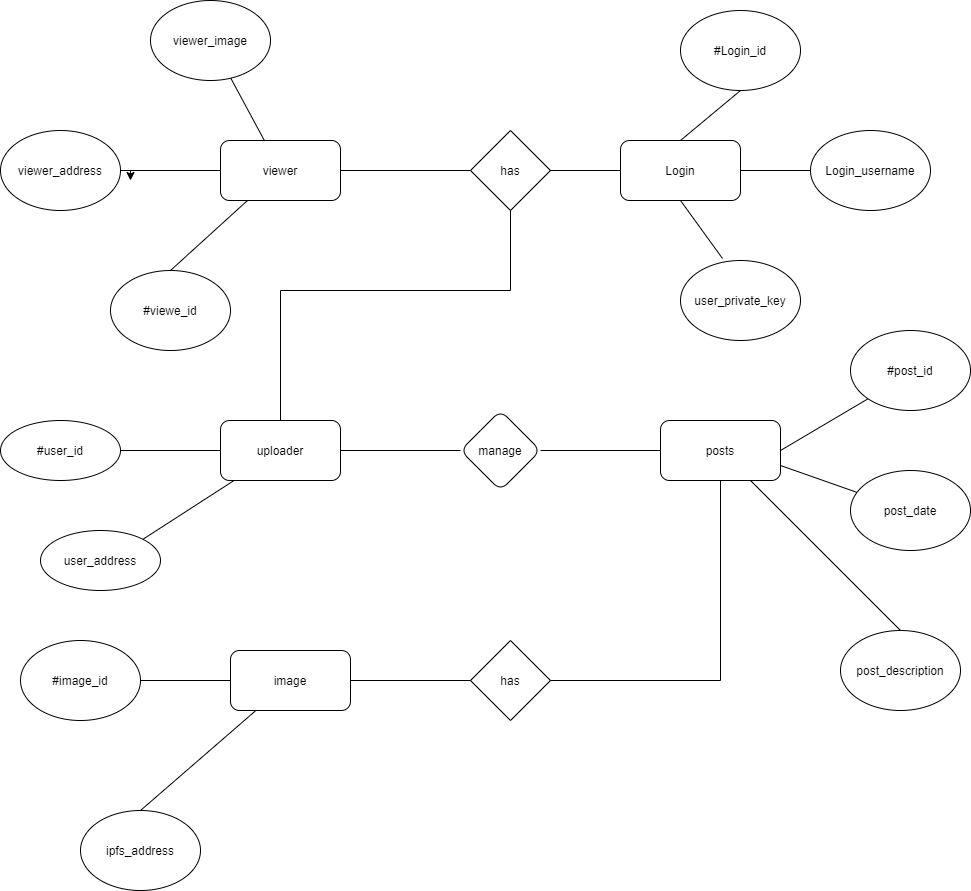 viewer_image
#Login_id
viewer_address
viewer
has
Login
Login_username
#viewe_id
user_private_key
#post_id
#user_id
uploader
manage
posts
post_date
user_address
#image_id
image
has
post_description
ipfs_address